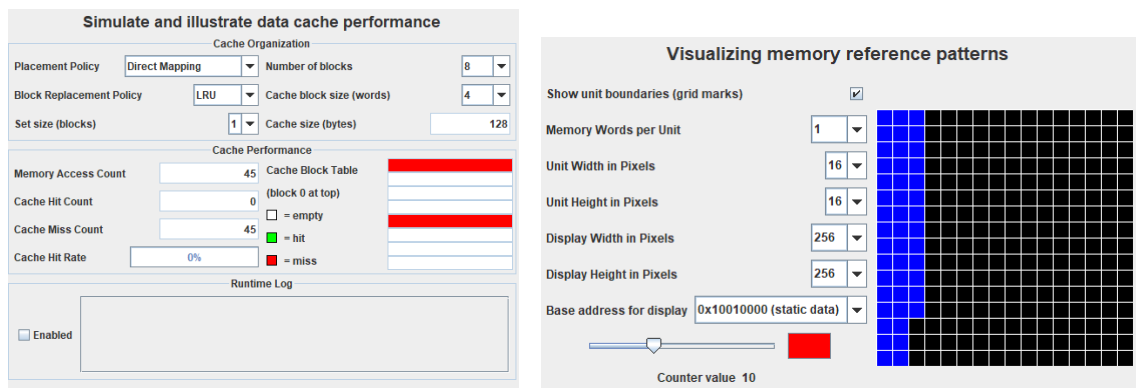 Simulate and illustrate data cache performance
Cache Organization
Placement Policy Direct Mapping Number of blocks 8
Block Replacement Policy LRU Cache block size (words) 4
Set size (blocks) 1 Cache size (bytes) 128
Cache Performance
Memory Access Count 45 Cache Block Table
(block 0 at top)
Cache Hit Count 0
= empty
Cache Miss Count 45
= hit
Cache Hit Rate 0%
= miss
Runtime Log
Enabled
Visualizing memory reference patterns
Show unit boundaries (grid marks)
Memory Words per Unit 1
Unit Width in Pixels 16
Unit Height in Pixels 16
Display Width in Pixels 256
Display Height in Pixels 256
Base address for display 0x10010000 (static data)
Counter value 10